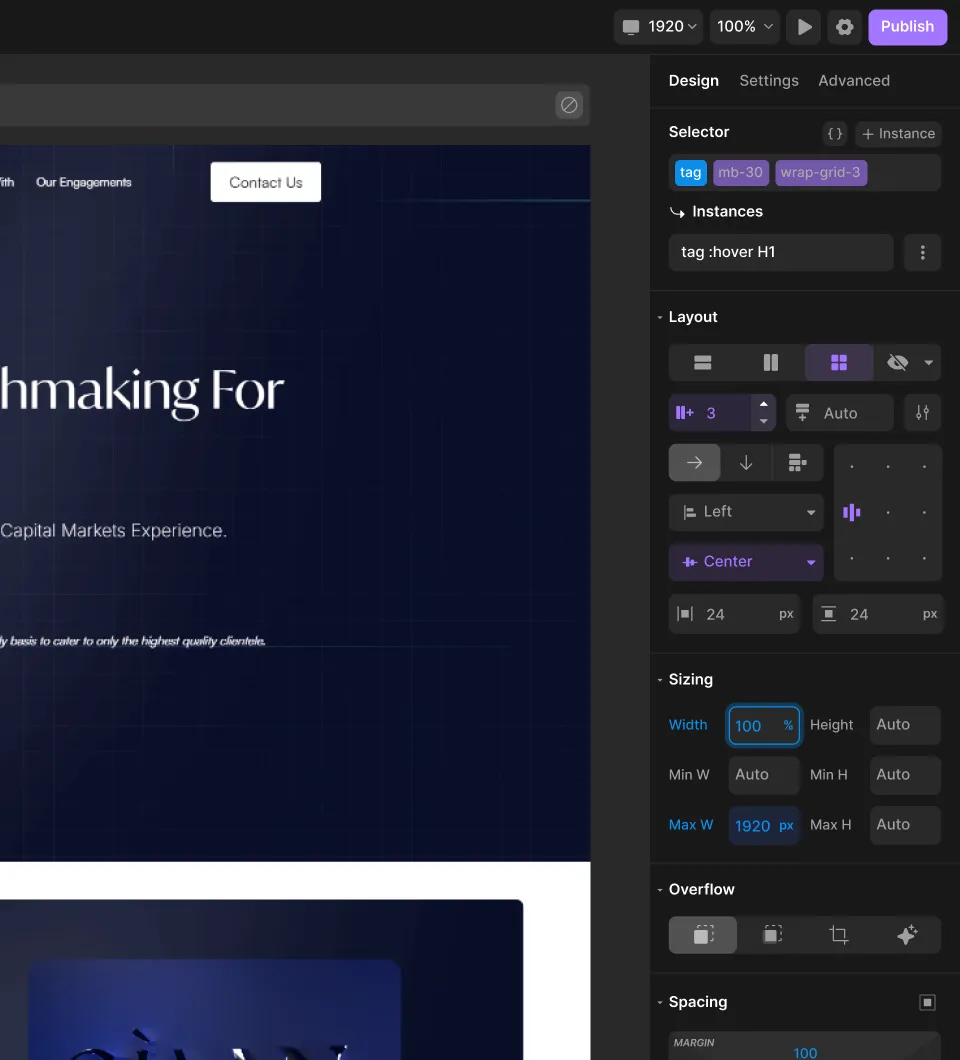 1920 100% Publish
Design Settings Advanced
Selector { } + Instance
tag mb-30 wrap-grid-3
Instances
tag :hover H1
Our Engagements Contact Us
hmaking For
Capital Markets Experience.
basis to cater to only the highest quality clientele.
Layout
3 Auto
Left
Center
24 px 24 px
Sizing
Width 100 % Height Auto
Min W Auto Min H Auto
Max W 1920 px Max H Auto
Overflow
Spacing
MARGIN
100